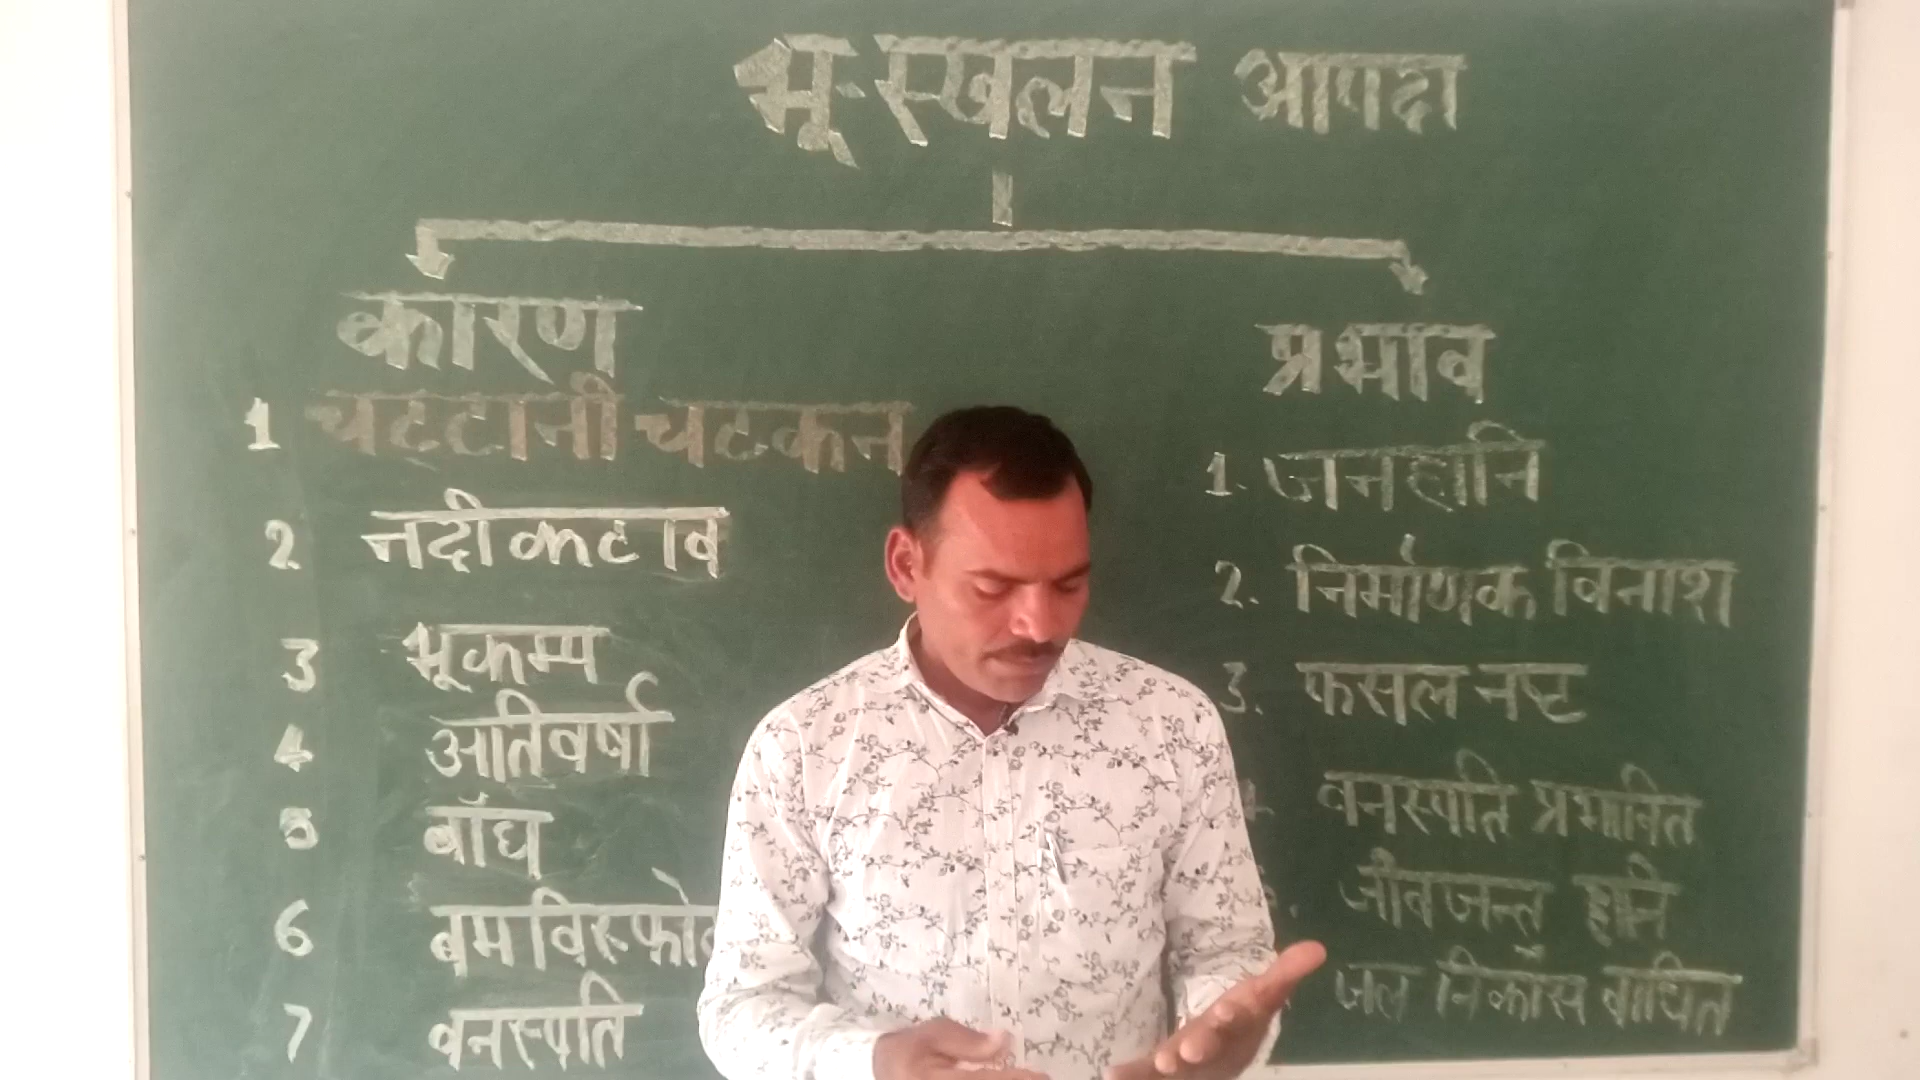 भू-स्खलन आपदा
कारण
1 चटटानी चटकन
2 नदी कटाव
3 भूकम्प
4 अतिवर्षा
5 बाँध
6 बम
7 वनस्पति
प्रभाव
1. जनहानि
2. निर्माणक विनाश
3. फसल नष्ट
वनस्पति प्रभावित
जीवजन्तु हानि
जल निकास बाधित